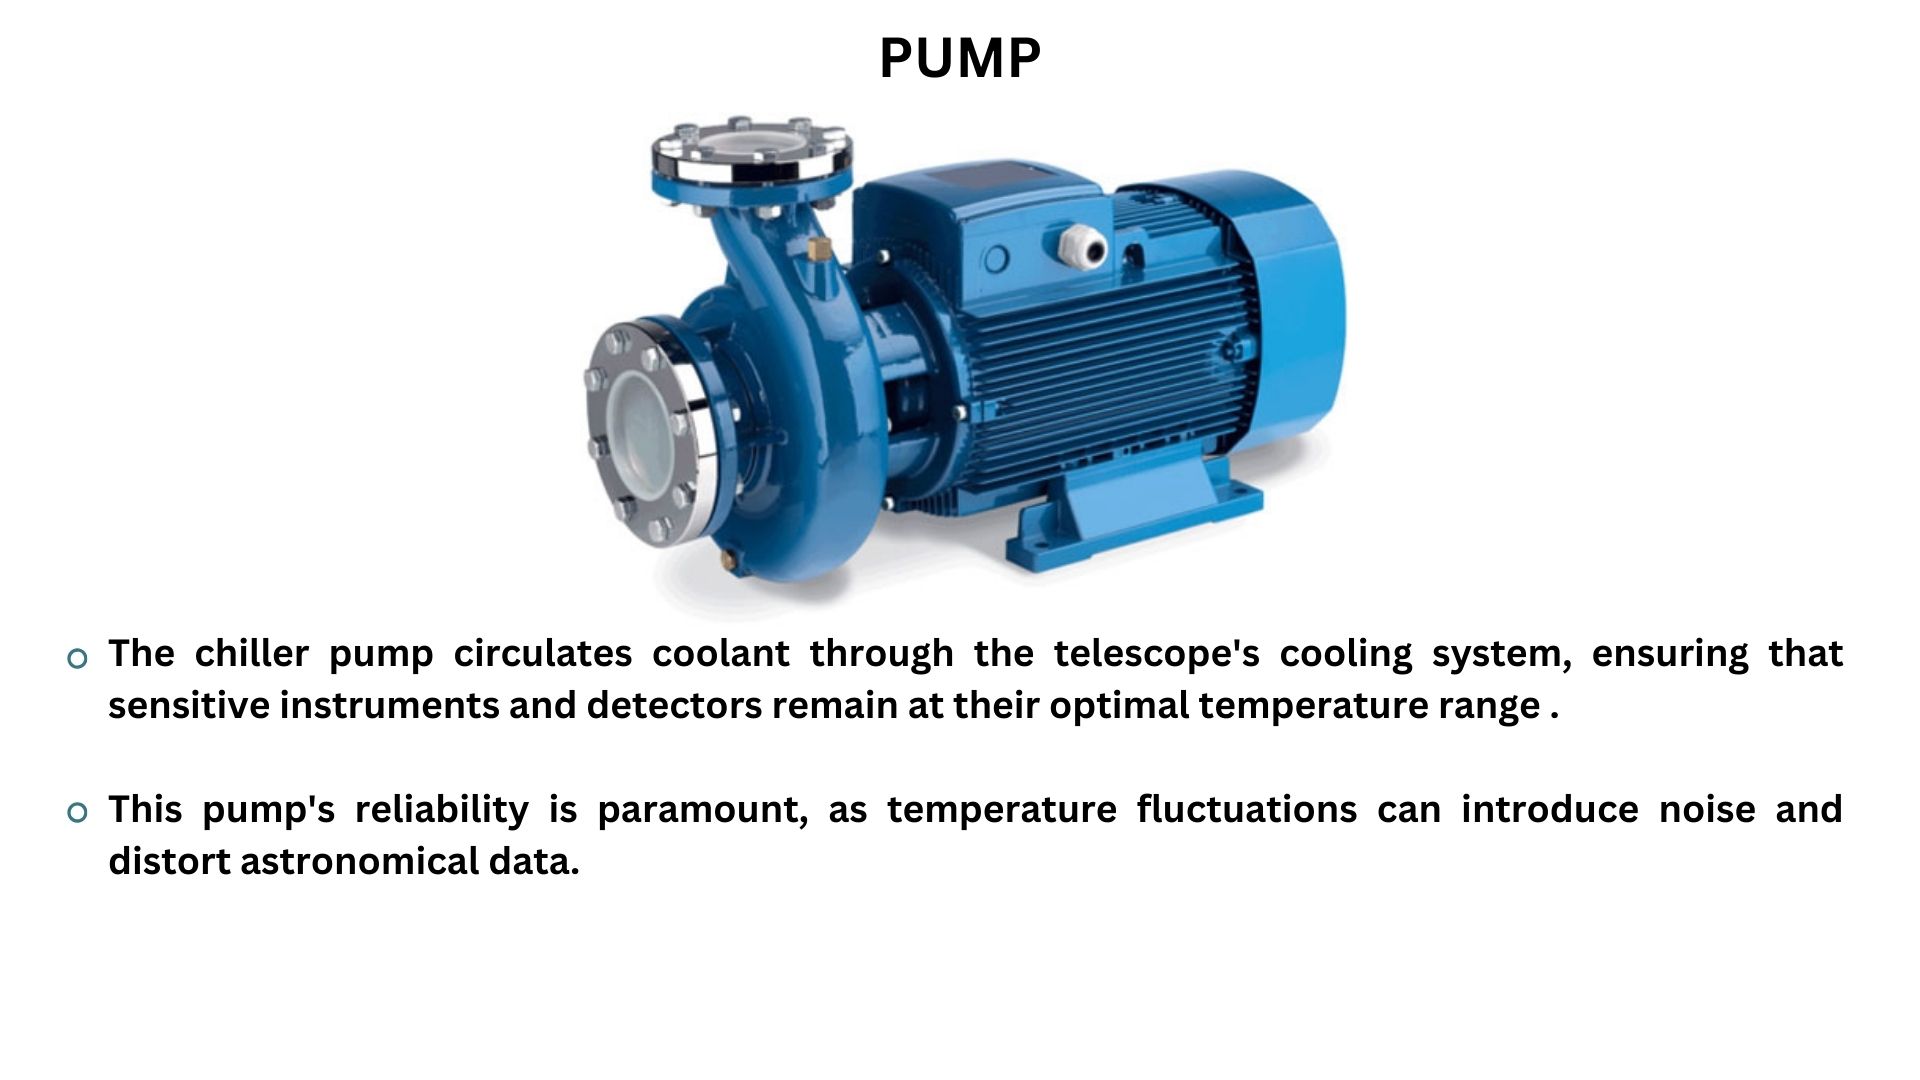 PUMP
The chiller pump circulates coolant through the telescope's cooling system, ensuring that
sensitive instruments and detectors remain at their optimal temperature range .
This pump's reliability is paramount, as temperature fluctuations can introduce noise and
distort astronomical data.